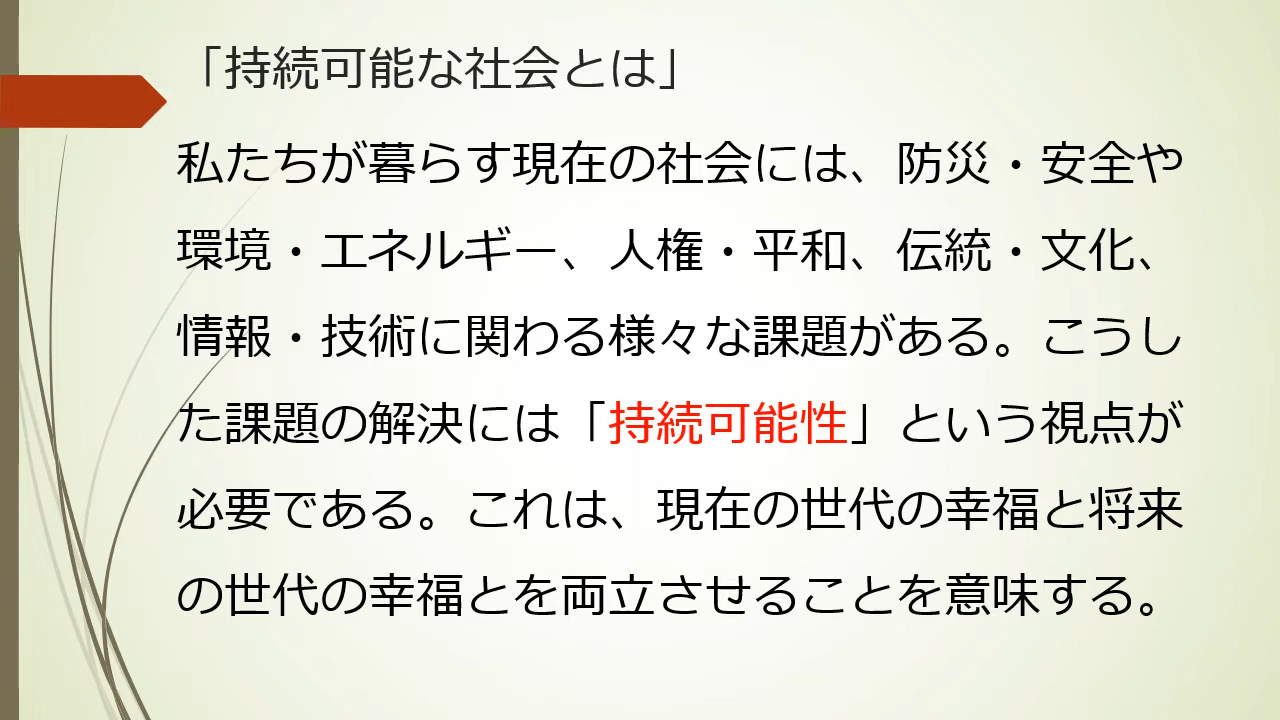 「持続可能な社会とは」
私たちが暮らす現在の社会には、防災・安全や
環境・エネルギー、人権・平和、伝統・文化、
情報・技術に関わる様々な課題がある。こうし
た課題の解決には「持続可能性」という視点が
必要である。これは、現在の世代の幸福と将来
の世代の幸福とを両立させることを意味する。